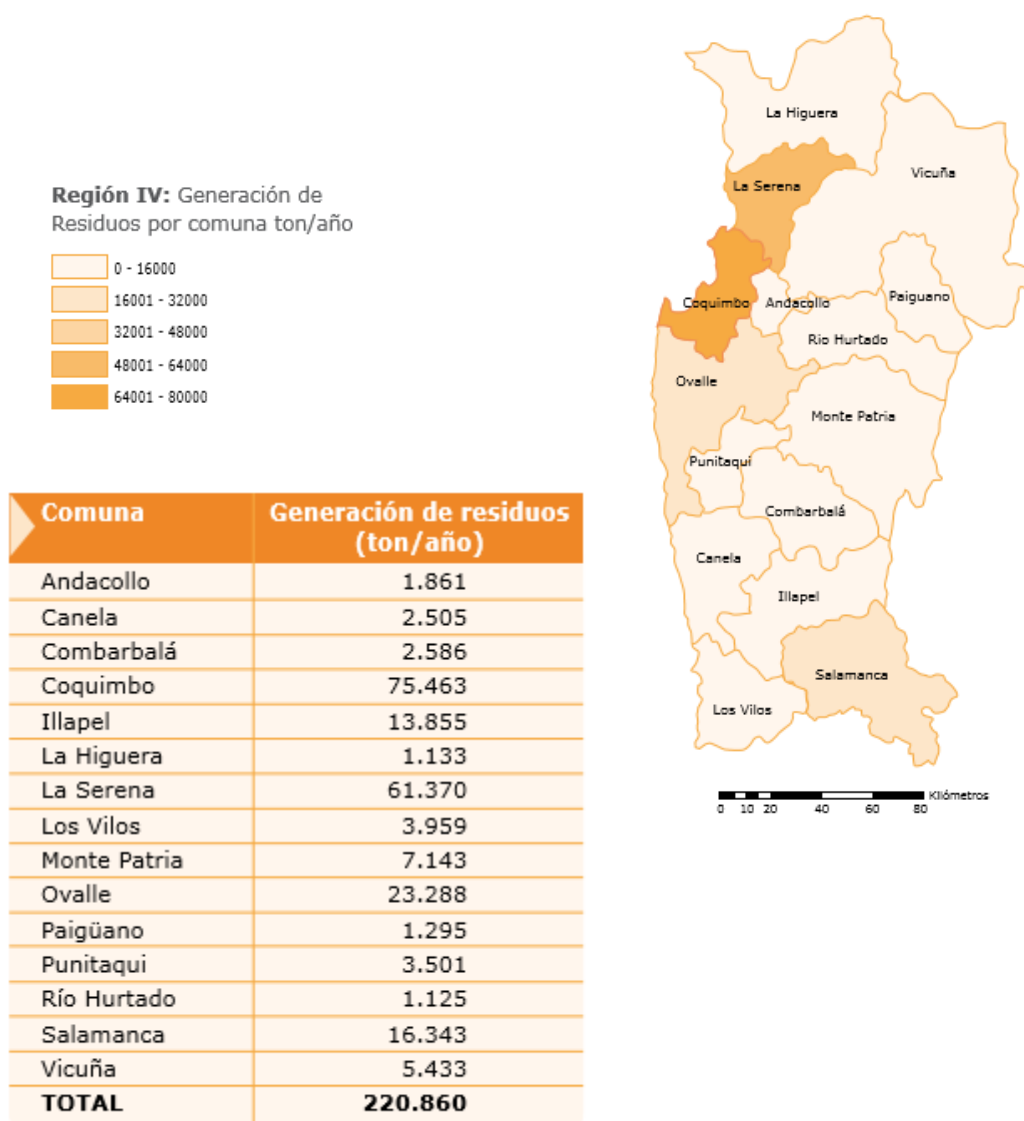 Región IV: Generación de
Residuos por comuna ton/año
0 - 16000
16001 - 32000
32001 - 48000
48001 - 64000
64001 - 80000
La Higuera
Vicuña
La Serena
Paiguano
Coquimbo
Andacollo
Rio Hurtado
Ovalle
Monte Patria
Punitaqui
Combarbalá
Canela
Illapel
Salamanca
Los Vilos
Kilómetros
0 10 20 40 60 80
Comuna Generación de residuos
(ton/año)
Andacollo 1.861
Canela 2.505
Combarbalá 2.586
Coquimbo 75.463
Illapel 13.855
La Higuera 1.133
La Serena 61.370
Los Vilos 3.959
Monte Patria 7.143
Ovalle 23.288
Paigüano 1.295
Punitaqui 3.501
Río Hurtado 1.125
Salamanca 16.343
Vicuña 5.433
TOTAL 220.860